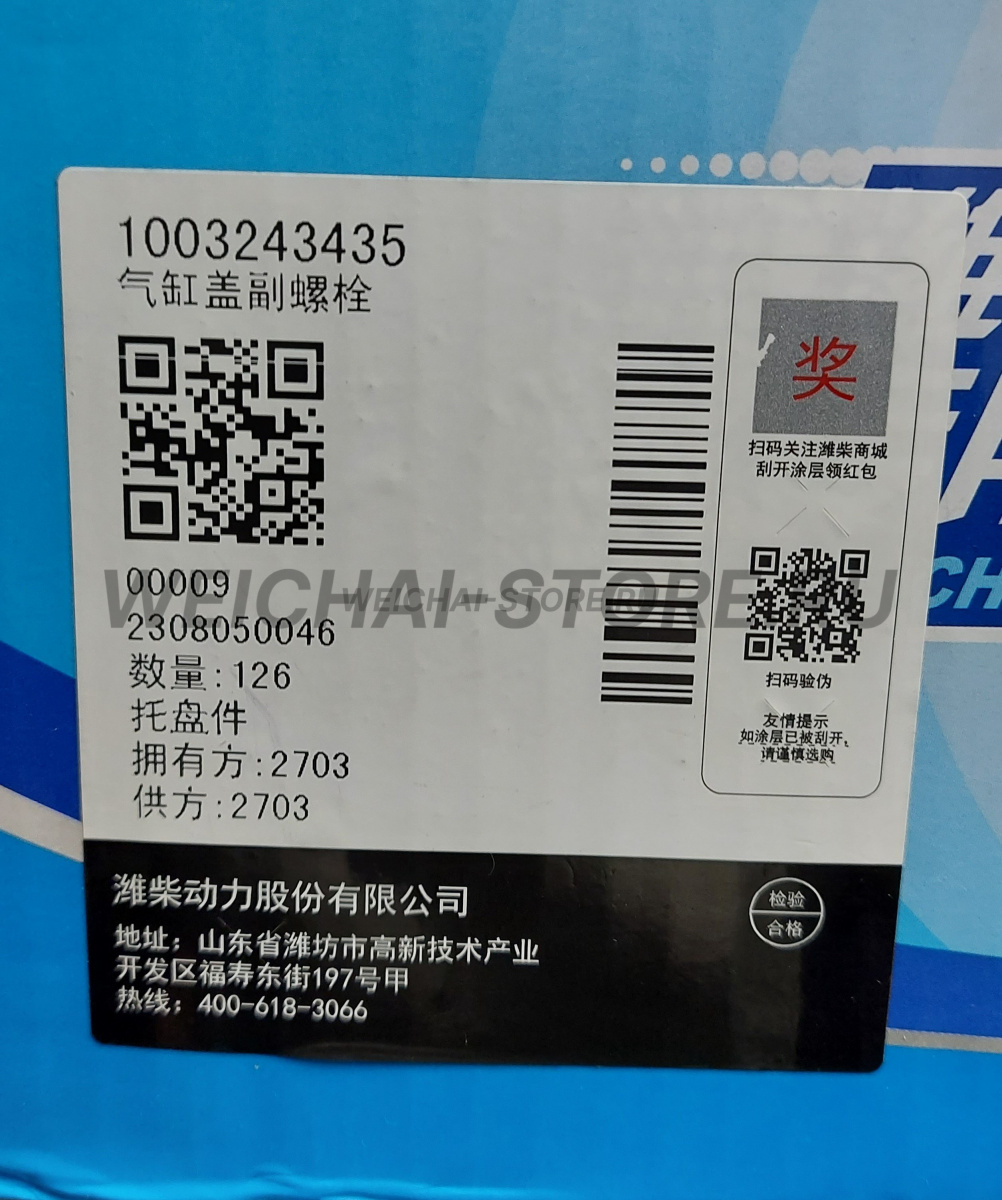 1003243435
气缸盖副螺栓
00009
2308050046
数量:126
托盘件
拥有方:2703
供方:2703
奖
扫码关注潍柴商城
刮开涂层领红包
扫码验伪
友情提示
如涂层已被刮开,
请谨慎选购
WEICHAI-STORE.RU
WEICHAI-STORE.RU
CH
潍柴动力股份有限公司
地址：山东省潍坊市高新技术产业
开发区福寿东街197号甲
热线：400-618-3066
检验
合格